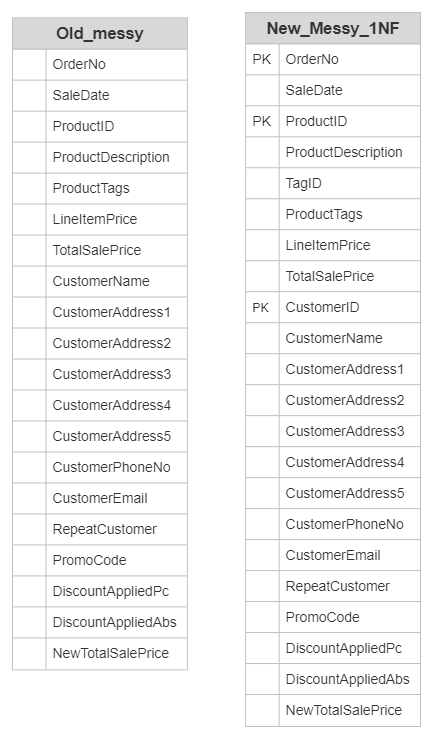 Old_messy
OrderNo
SaleDate
ProductID
ProductDescription
ProductTags
LineItemPrice
TotalSalePrice
CustomerName
CustomerAddress1
CustomerAddress2
CustomerAddress3
CustomerAddress4
CustomerAddress5
CustomerPhoneNo
CustomerEmail
RepeatCustomer
PromoCode
DiscountAppliedPc
DiscountAppliedAbs
NewTotalSalePrice
New_Messy_1NF
PK OrderNo
SaleDate
PK ProductID
ProductDescription
TagID
ProductTags
LineItemPrice
TotalSalePrice
PK CustomerID
CustomerName
CustomerAddress1
CustomerAddress2
CustomerAddress3
CustomerAddress4
CustomerAddress5
CustomerPhoneNo
CustomerEmail
RepeatCustomer
PromoCode
DiscountAppliedPc
DiscountAppliedAbs
NewTotalSalePrice